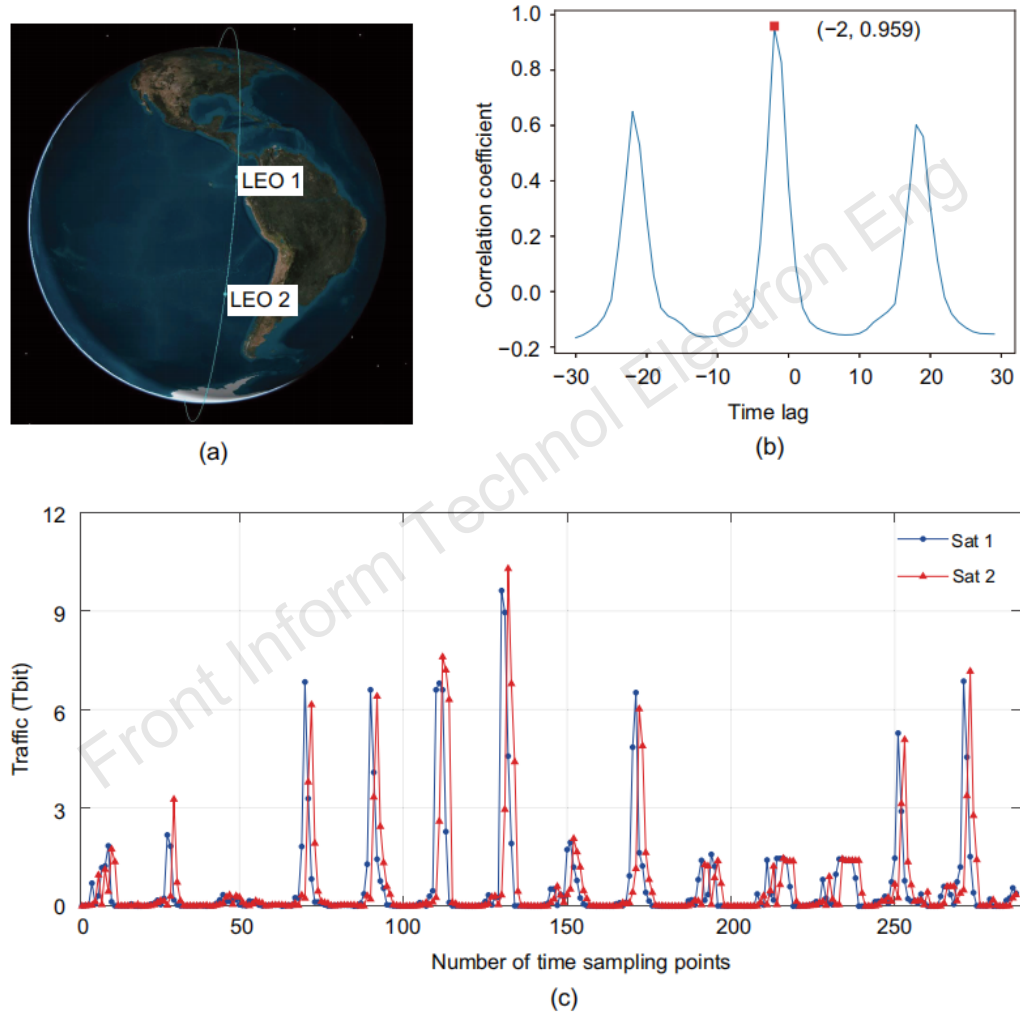 LEO 1
LEO 2
(a)
1.0
0.8
0.6
0.4
0.2
0.0
−0.2
(−2, 0.959)
Correlation coefficient
−30
−20
−10
0
10
20
30
Time lag
(b)
12
9
6
3
0
Traffic (Tbit)
Sat 1
Sat 2
0
50
100
150
200
250
Number of time sampling points
(c)
Front Inform Technol Electron Eng